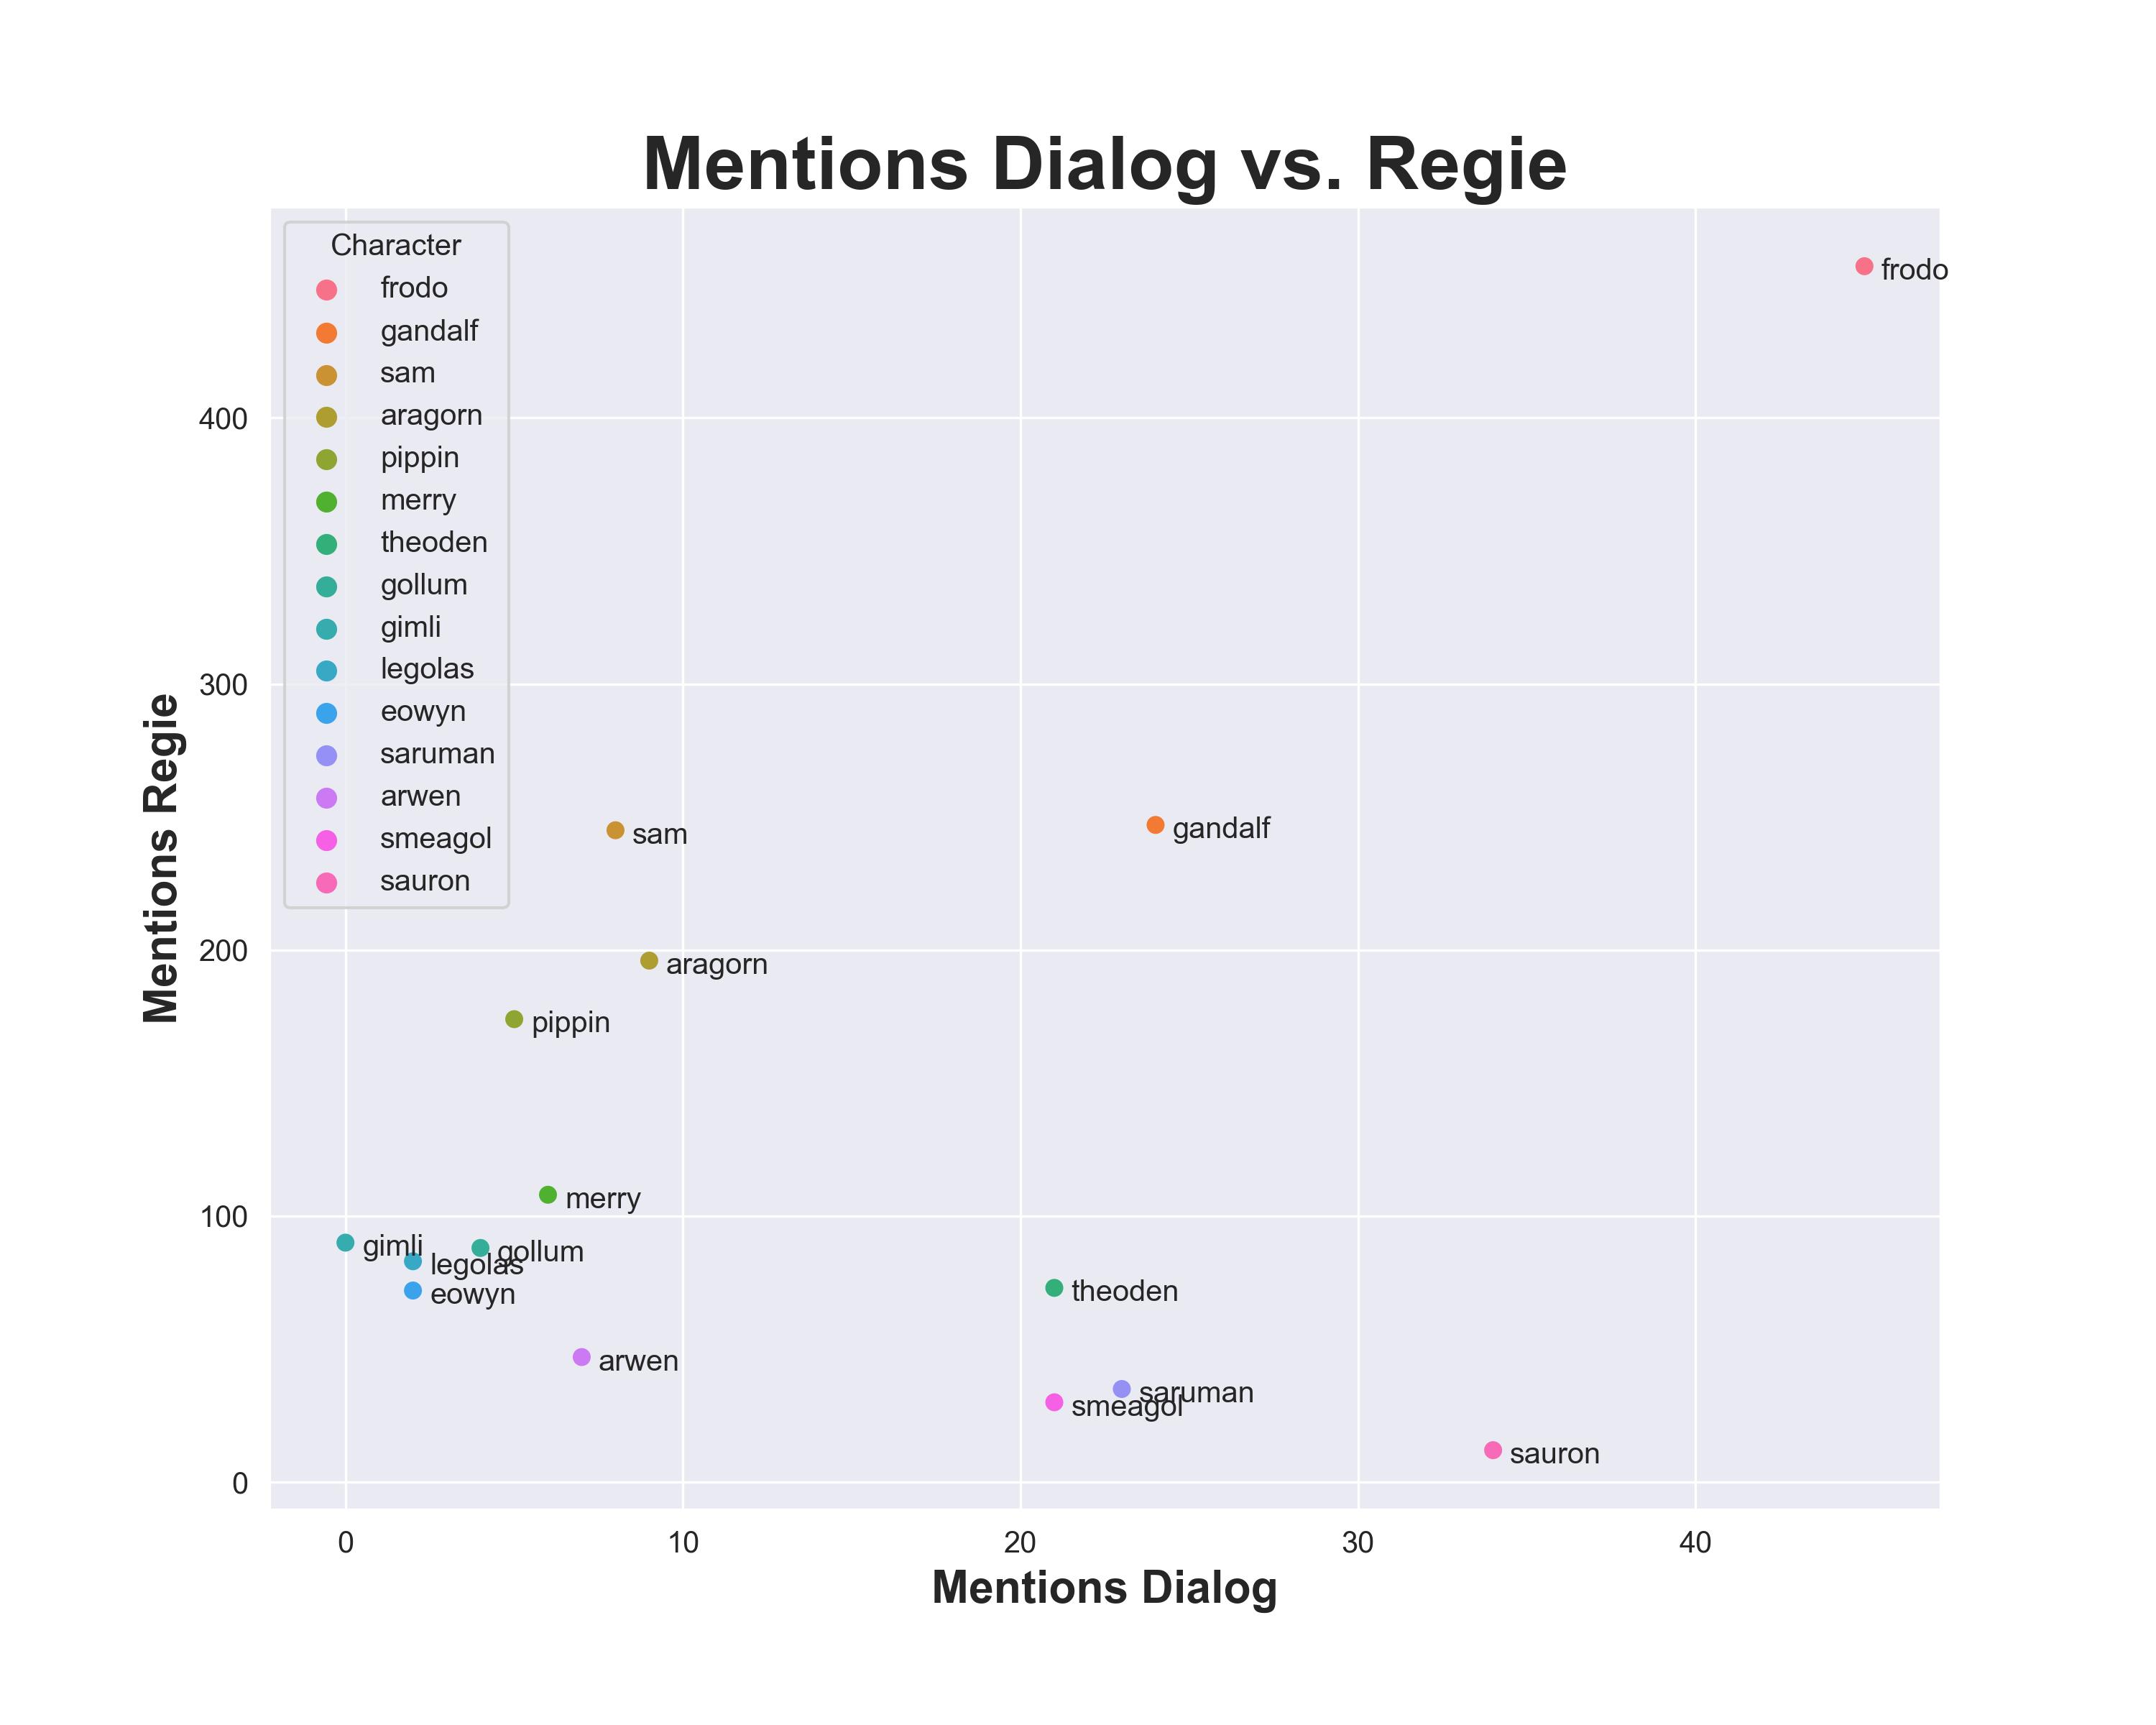 Mentions Dialog vs. Regie
Character
frodo
gandalf
sam
aragorn
pippin
merry
theoden
gollum
gimli
legolas
eowyn
saruman
arwen
smeagol
sauron
Mentions Regie
400
300
200
100
0
frodo
sam
gandalf
aragorn
pippin
merry
gimli
gollum
legolas
eowyn
theoden
arwen
saruman
smeagol
sauron
0 10 20 30 40
Mentions Dialog